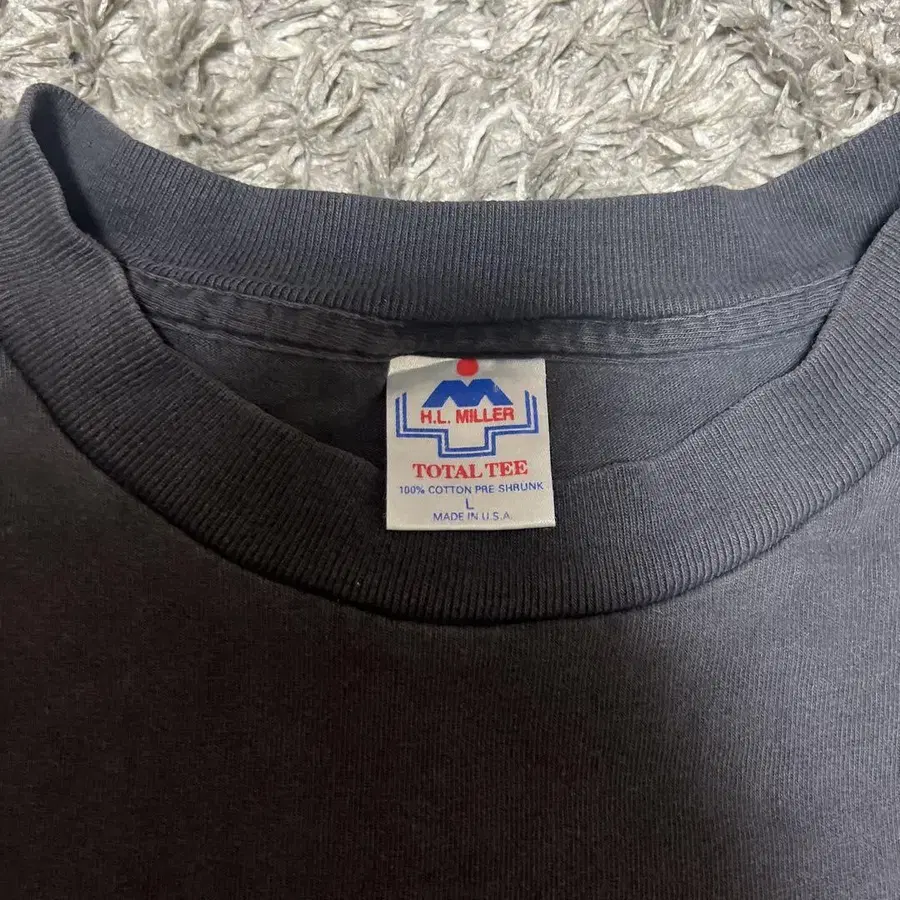 H.L. MILLER
TOTAL TEE
100% COTTON PRE SHRUNK
L
MADE IN U.S.A.